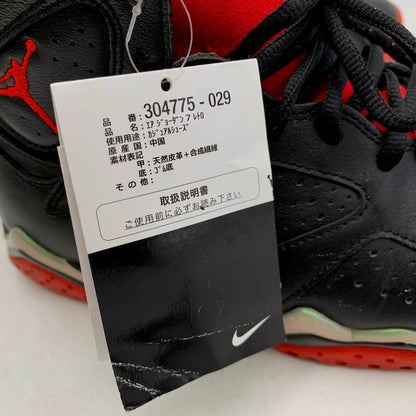 品番: 304775-029
品名: エア ジョーダン 7 レトロ
使用用途: カジュアルシューズ
原産国: 中国
素材表記
甲: 天然皮革+合成繊維
底: ゴム底
その他:
取扱説明書
ご使用前に必ずお読み下さい